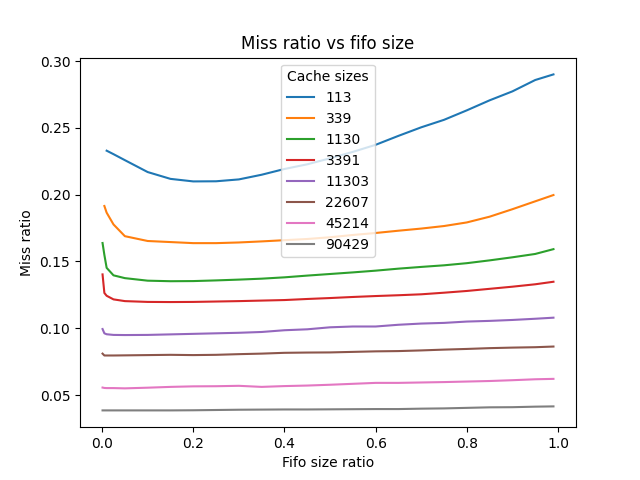 Miss ratio vs fifo size
Cache sizes
113
339
1130
3391
11303
22607
45214
90429
Miss ratio
0.30
0.25
0.20
0.15
0.10
0.05
0.0 0.2 0.4 0.6 0.8 1.0
Fifo size ratio